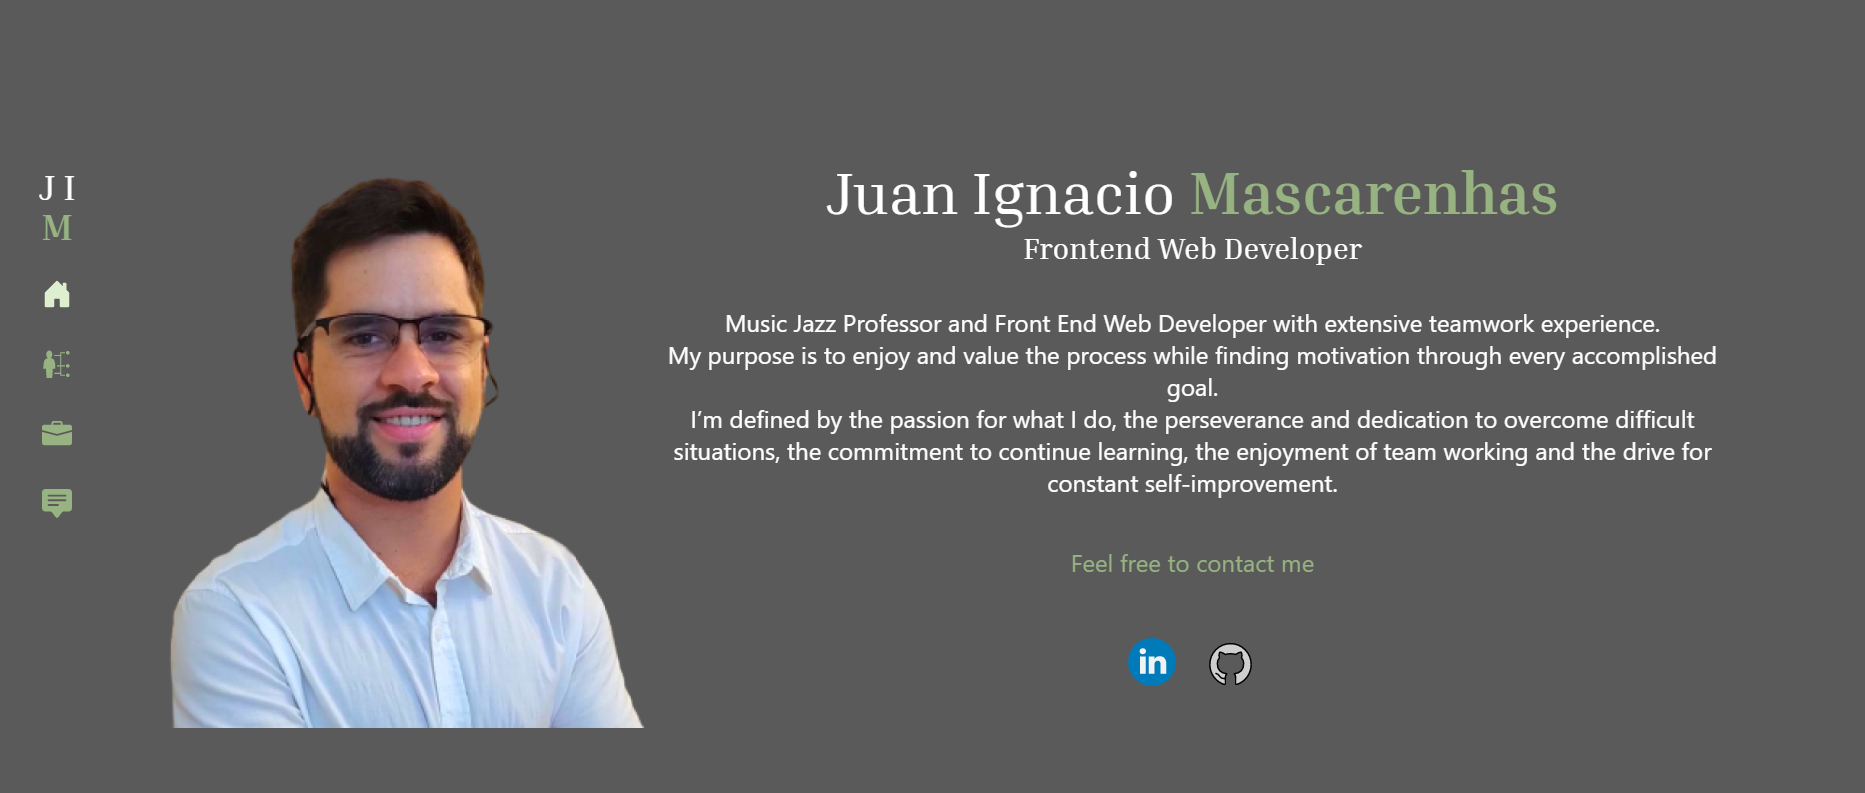 J I
M
Juan Ignacio Mascarenhas
Frontend Web Developer
Music Jazz Professor and Front End Web Developer with extensive teamwork experience.
My purpose is to enjoy and value the process while finding motivation through every accomplished
goal.
I’m defined by the passion for what I do, the perseverance and dedication to overcome difficult
situations, the commitment to continue learning, the enjoyment of team working and the drive for
constant self-improvement.
Feel free to contact me
in